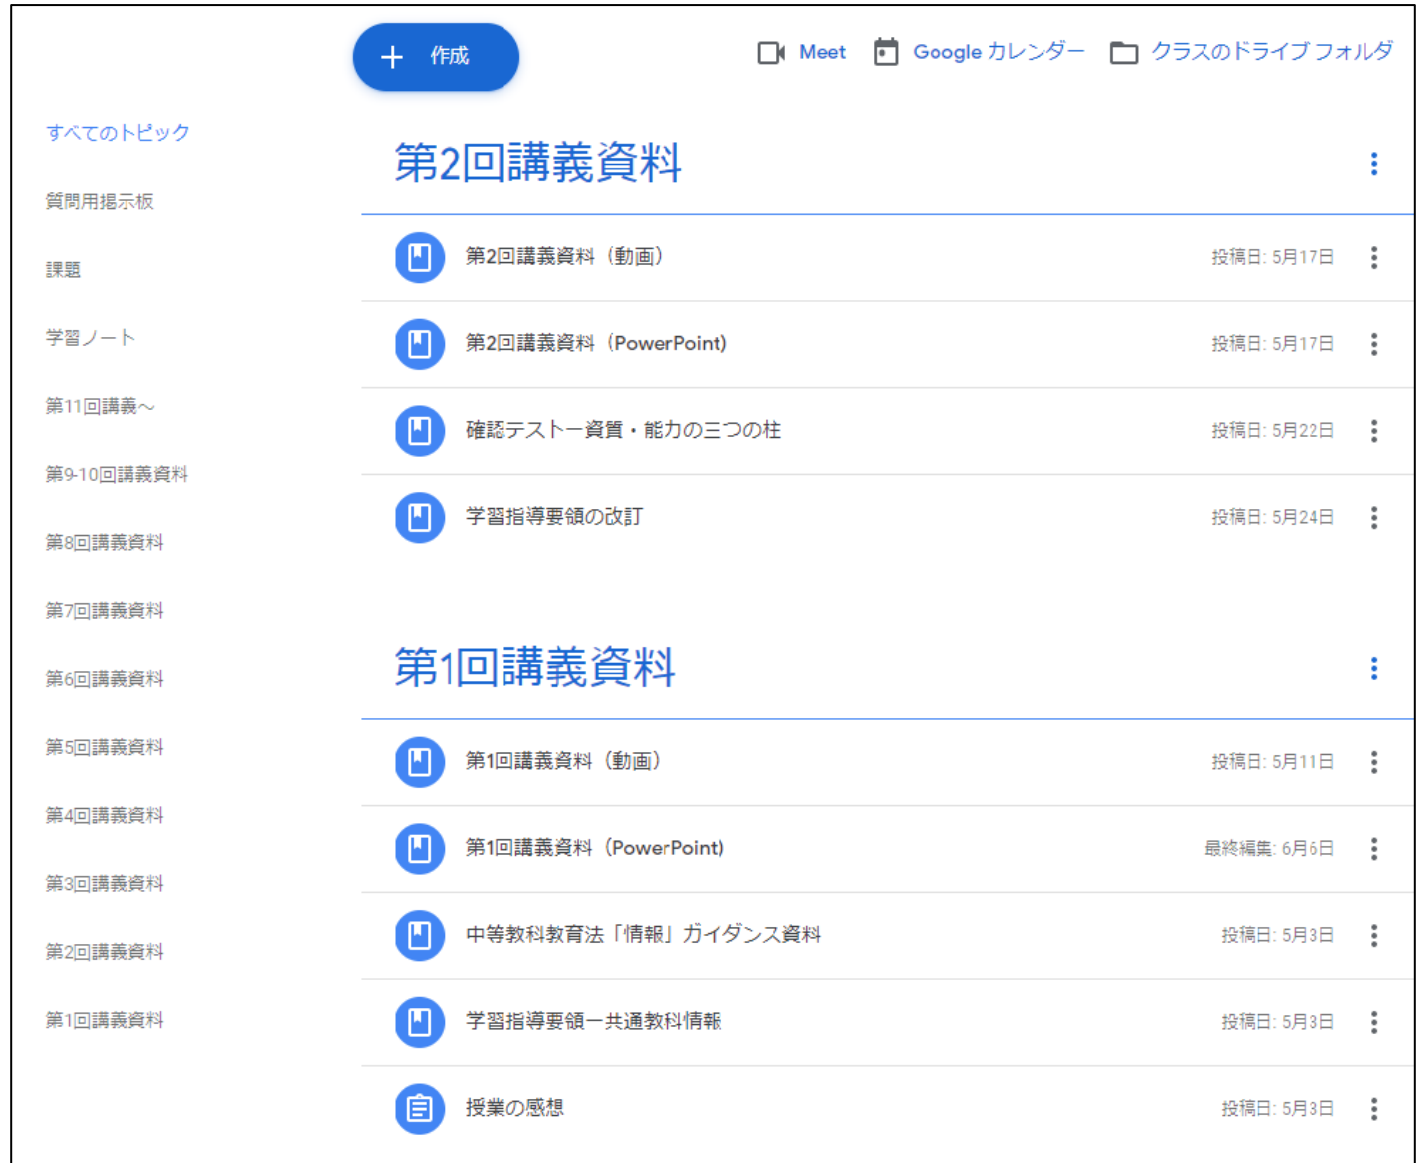 作成
Meet
Google カレンダー
クラスのドライブ フォルダ
すべてのトピック
質問用掲示板
課題
学習ノート
第11回講義～
第9-10回講義資料
第8回講義資料
第7回講義資料
第6回講義資料
第5回講義資料
第4回講義資料
第3回講義資料
第2回講義資料
第1回講義資料
第2回講義資料
第2回講義資料（動画） 投稿日: 5月17日
第2回講義資料（PowerPoint) 投稿日: 5月17日
確認テストー資質・能力の三つの柱 投稿日: 5月22日
学習指導要領の改訂 投稿日: 5月24日
第1回講義資料
第1回講義資料（動画） 投稿日: 5月11日
第1回講義資料（PowerPoint) 最終編集: 6月6日
中等教科教育法「情報」ガイダンス資料 投稿日: 5月3日
学習指導要領ー共通教科情報 投稿日: 5月3日
授業の感想 投稿日: 5月3日